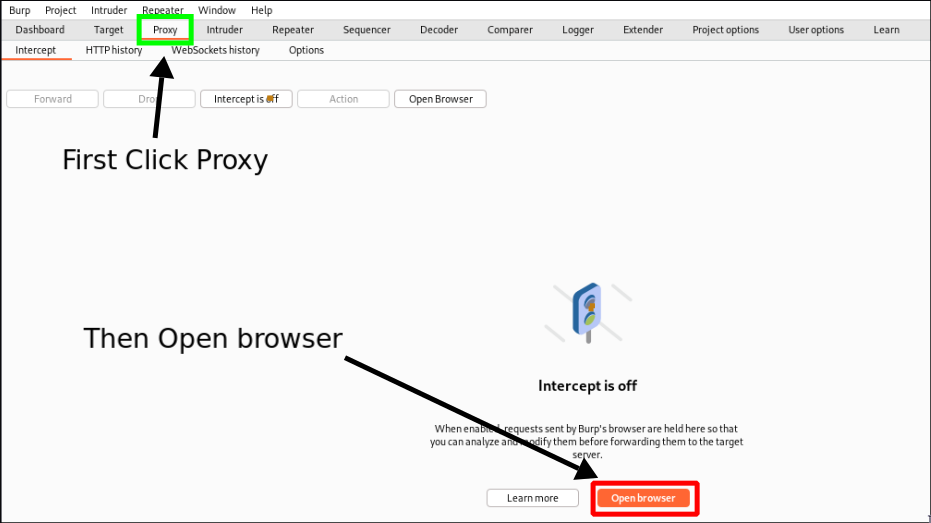 Burp Project Intruder Repeater Window Help
Dashboard Target Proxy Intruder Repeater Sequencer Decoder Comparer Logger Extender Project options User options Learn
Intercept HTTP history WebSockets history Options
Forward Drop Intercept is off Action Open Browser
First Click Proxy
Then Open browser
Intercept is off
When enabled, requests sent by Burp's browser are held here so that
you can analyze and modify them before forwarding them to the target
server.
Learn more Open browser